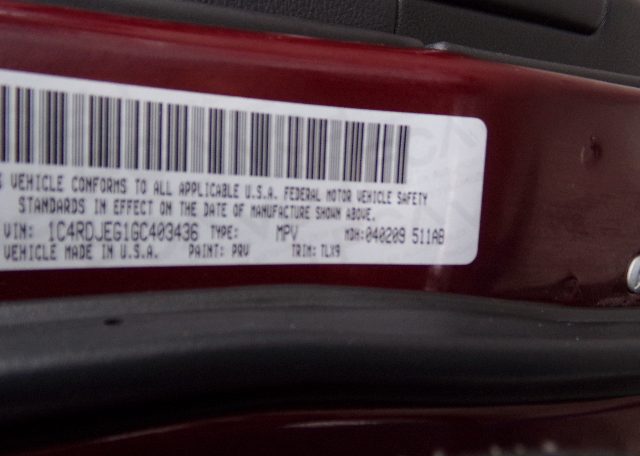 VEHICLE CONFORMS TO ALL APPLICABLE U.S.A. FEDERAL MOTOR VEHICLE SAFETY
STANDARDS IN EFFECT ON THE DATE OF MANUFACTURE SHOWN ABOVE.
VIN: 1C4RDJEG1GC403436 TYPE: MPV MDH: 040209 511AB
VEHICLE MADE IN U.S.A. PAINT: PRV TRIM: TLX9